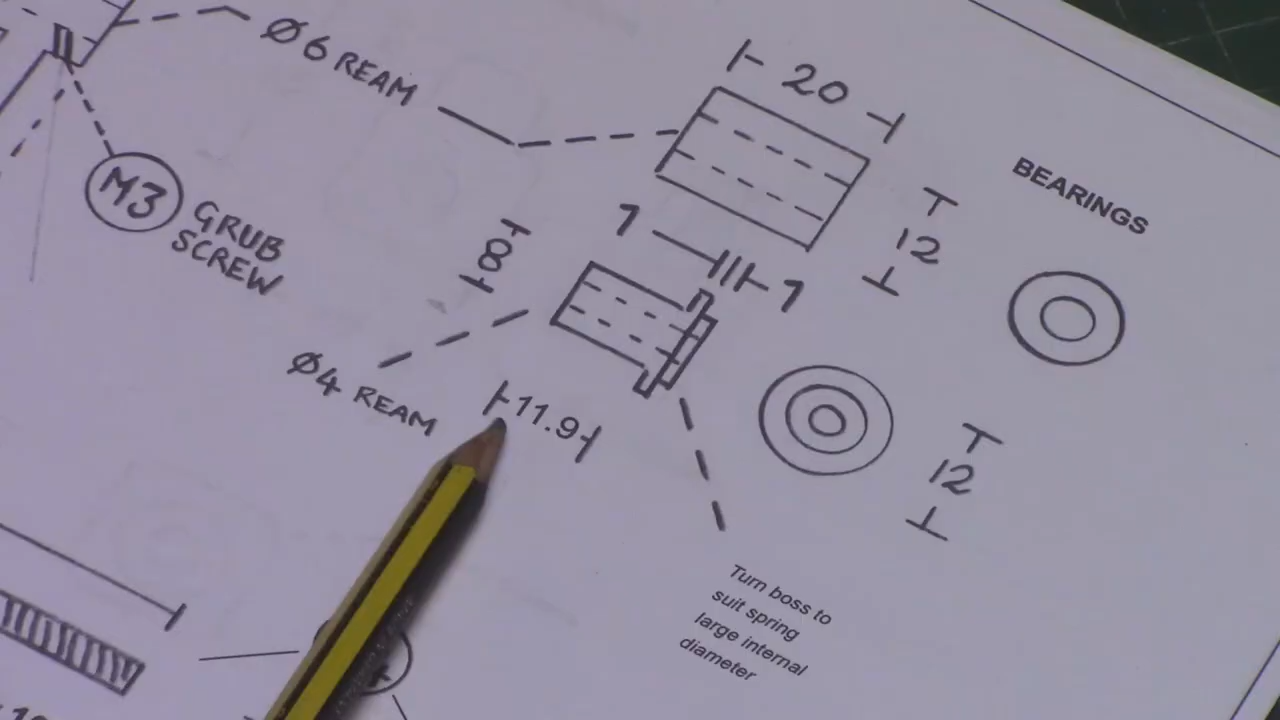 Ø6 REAM
20
BEARINGS
M3
GRUB
SCREW
8
1
1
12
Ø4 REAM
11.9
12
Turn boss to
suit spring
large internal
diameter